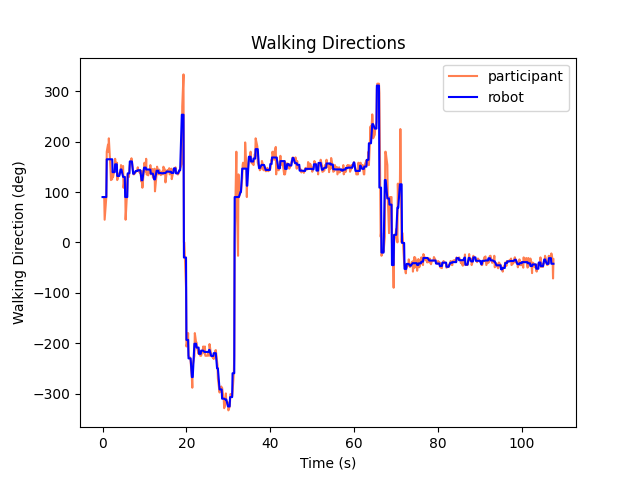 Walking Directions
participant
robot
Walking Direction (deg)
300
200
100
0
−100
−200
−300
0
20
40
60
80
100
Time (s)